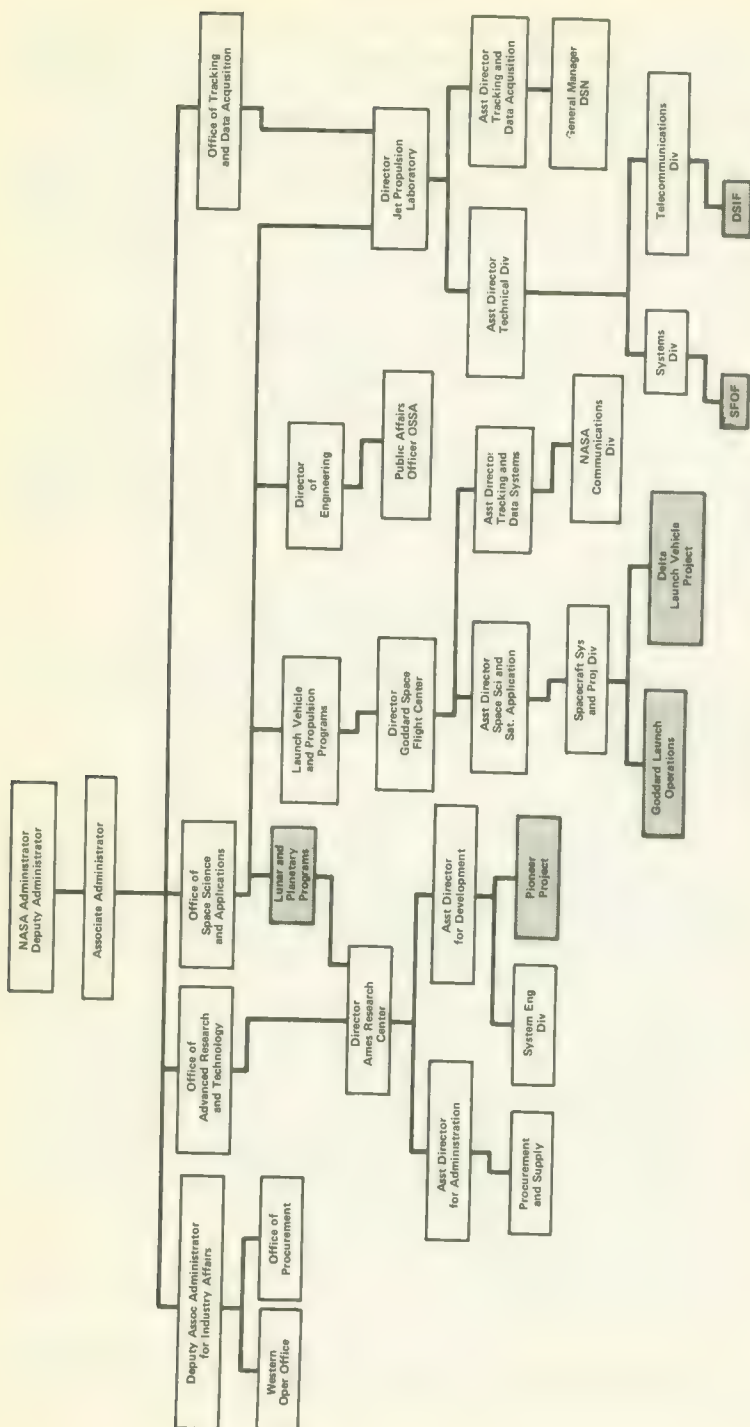 NASA Administrator
Deputy Administrator
Associate Administrator
Deputy Assoc Administrator
for Industry Affairs
Office of
Advanced Research
and Technology
Office of
Space Science
and Applications
Office of Tracking
and Data Acquisition
Western
Oper Office
Office of
Procurement
Lunar and
Planetary
Programs
Launch Vehicle
and Propulsion
Programs
Director
of
Engineering
Director
Ames Research
Center
Director
Goddard Space
Flight Center
Public Affairs
Officer OSSA
Director
Jet Propulsion
Laboratory
Asst Director
for Administration
Asst Director
for Development
Asst Director
Space Sci and
Sat. Application
Asst Director
Tracking and
Data Systems
Asst Director
Technical Div
Asst Director
Tracking and
Data Acquisition
Procurement
and Supply
System Eng
Div
Pioneer
Project
Spacecraft Sys
and Proj Div
NASA
Communications
Div
General Manager
DSN
Goddard Launch
Operations
Delta
Launch Vehicle
Project
Systems
Div
Telecommunications
Div
SFOF
DSIF